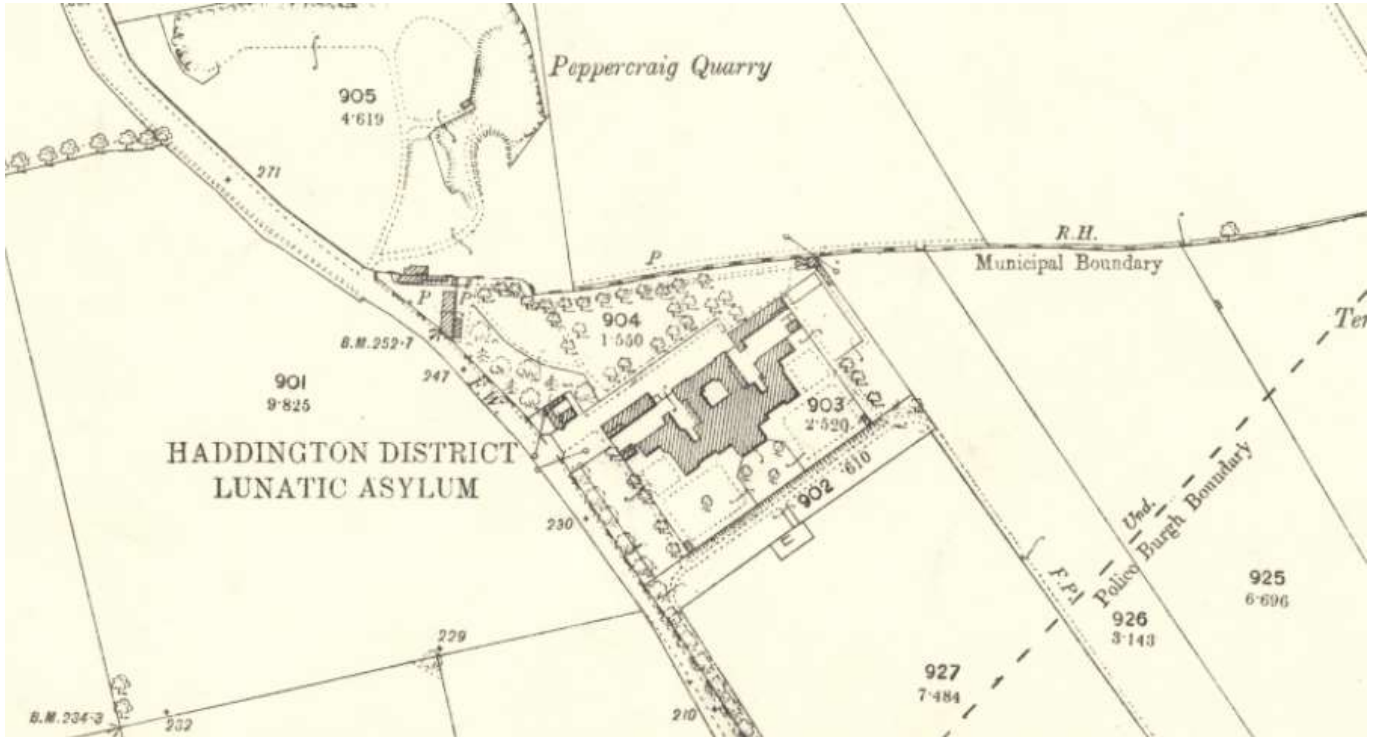 Peppercraig Quarry
905
4·619
271
R.H.
P
Municipal Boundary
P P
904
1·550
B.M.252·7
247
F.W.
901
9·825
903
2·520
HADDINGTON DISTRICT
LUNATIC ASYLUM
902 ·610
230
Und.
Police Burgh Boundary
F.P.
925
6·696
926
3·143
229
927
7·484
B.M.234·3
232
210